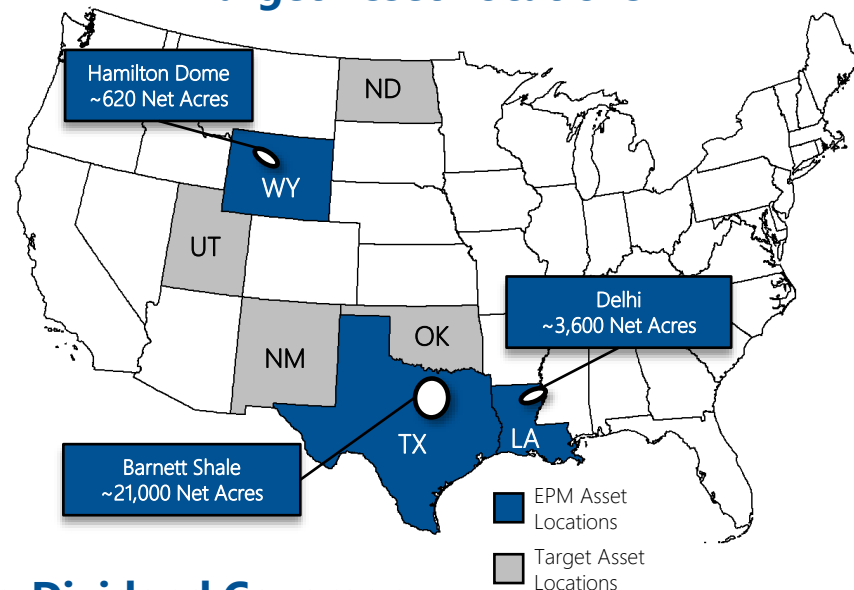 Hamilton Dome
~620 Net Acres
ND
WY
UT
Delhi
~3,600 Net Acres
OK
NM
TX
LA
Barnett Shale
~21,000 Net Acres
EPM Asset
Locations
Target Asset
Locations